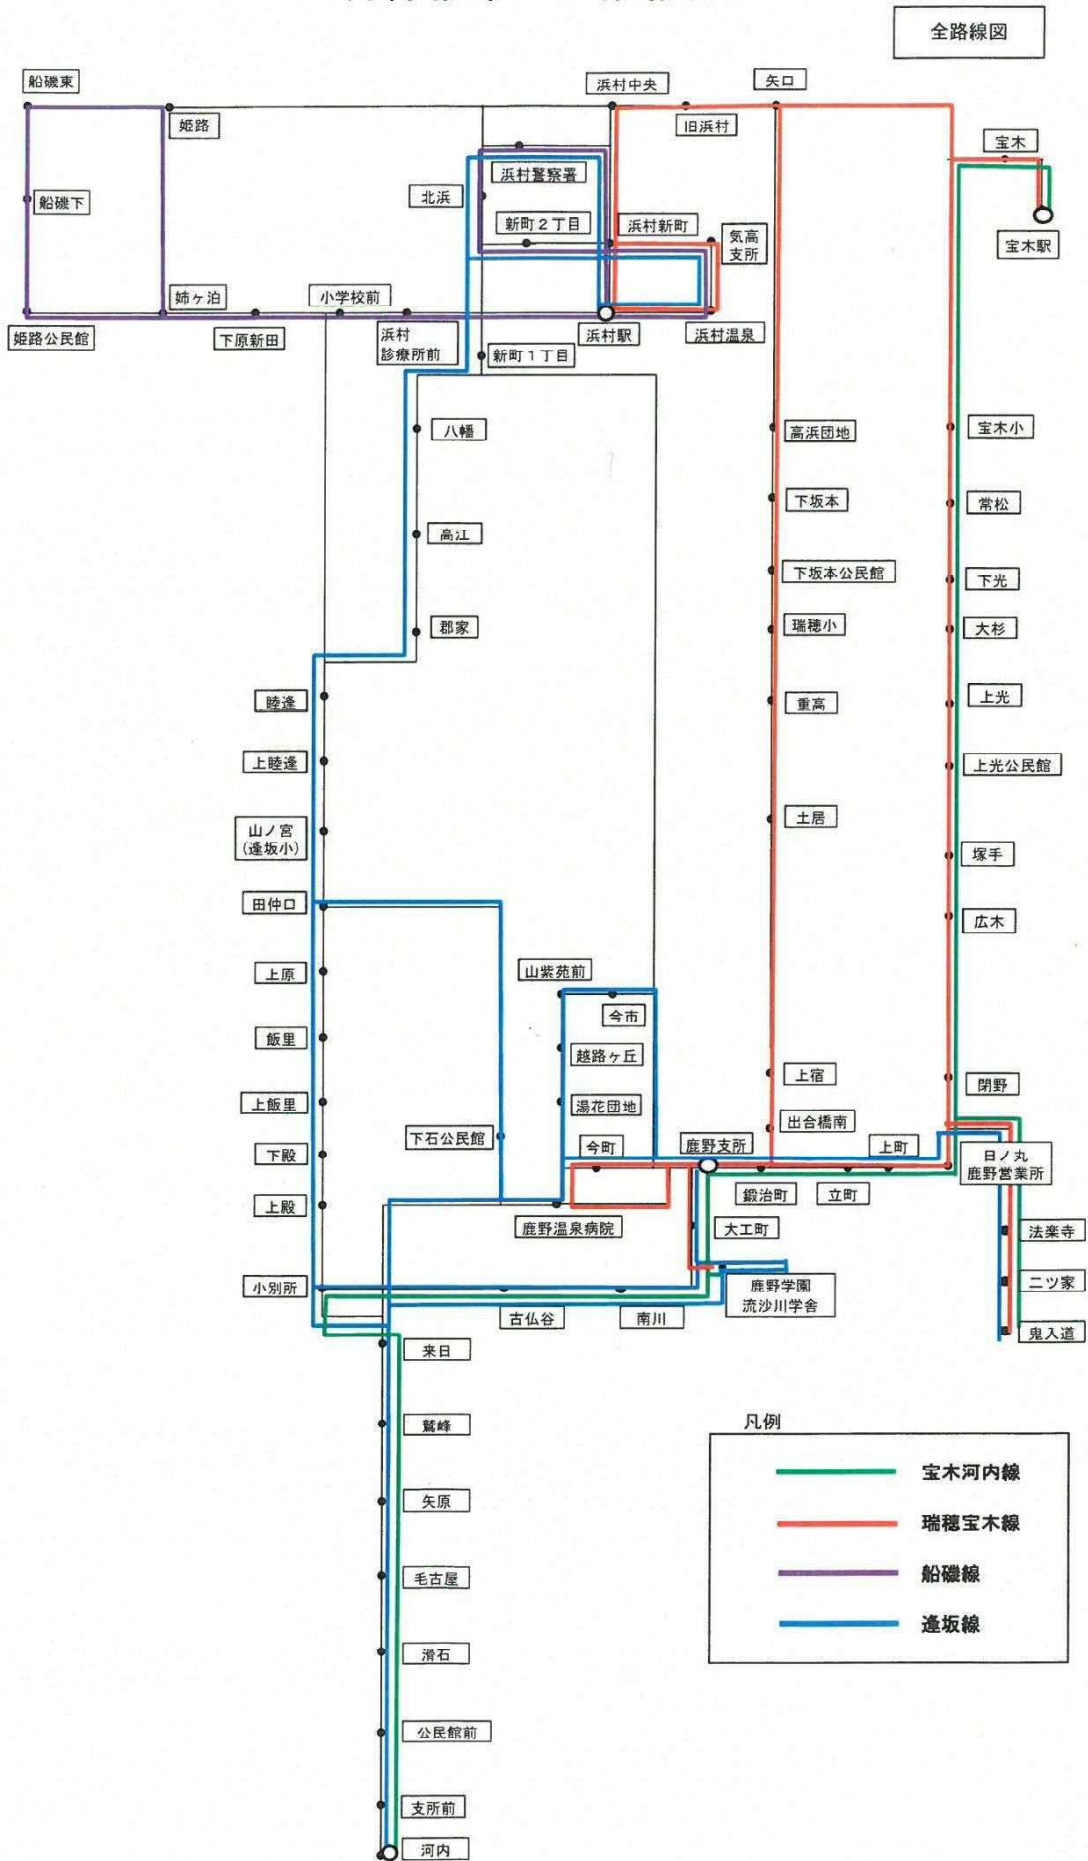 全路線図
船磯東
浜村中央
矢口
姫路
旧浜村
宝木
浜村警察署
船磯下
北浜
新町2丁目
浜村新町
気高
支所
宝木駅
姉ヶ泊
小学校前
姫路公民館
下原新田
浜村
診療所前
浜村駅
浜村温泉
新町1丁目
八幡
高浜団地
宝木小
下坂本
常松
高江
下坂本公民館
下光
郡家
瑞穂小
大杉
睦逢
重高
上光
上睦逢
上光公民館
山ノ宮
(逢坂小)
土居
塚手
田仲口
広木
上原
山紫苑前
今市
飯里
越路ヶ丘
上宿
閉野
上飯里
湯花団地
下石公民館
出合橋南
下殿
今町
鹿野支所
上町
日ノ丸
鹿野営業所
上殿
鍛治町
立町
鹿野温泉病院
大工町
法楽寺
小別所
古仏谷
南川
鹿野学園
流沙川学舎
二ツ家
来日
鬼入道
鷲峰
矢原
毛古屋
滑石
公民館前
支所前
河内
凡例
宝木河内線
瑞穂宝木線
船磯線
逢坂線